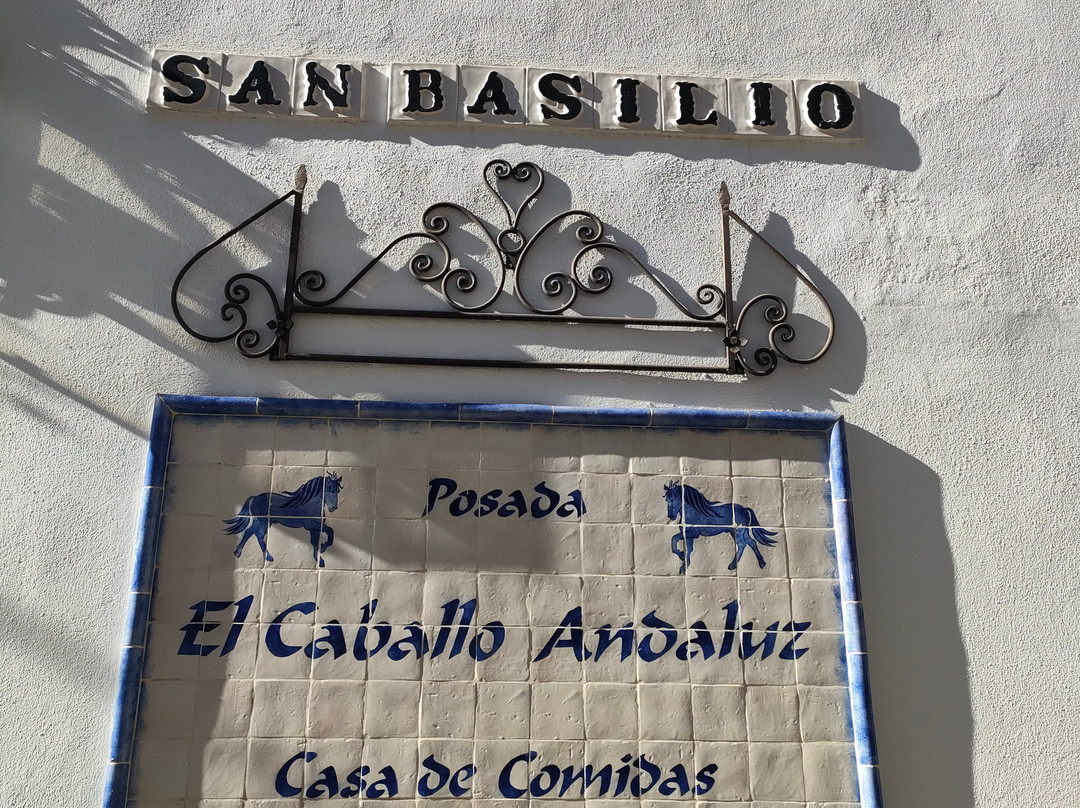 SAN BASILIO
Posada
El Caballo Andaluz
Casa de Comidas